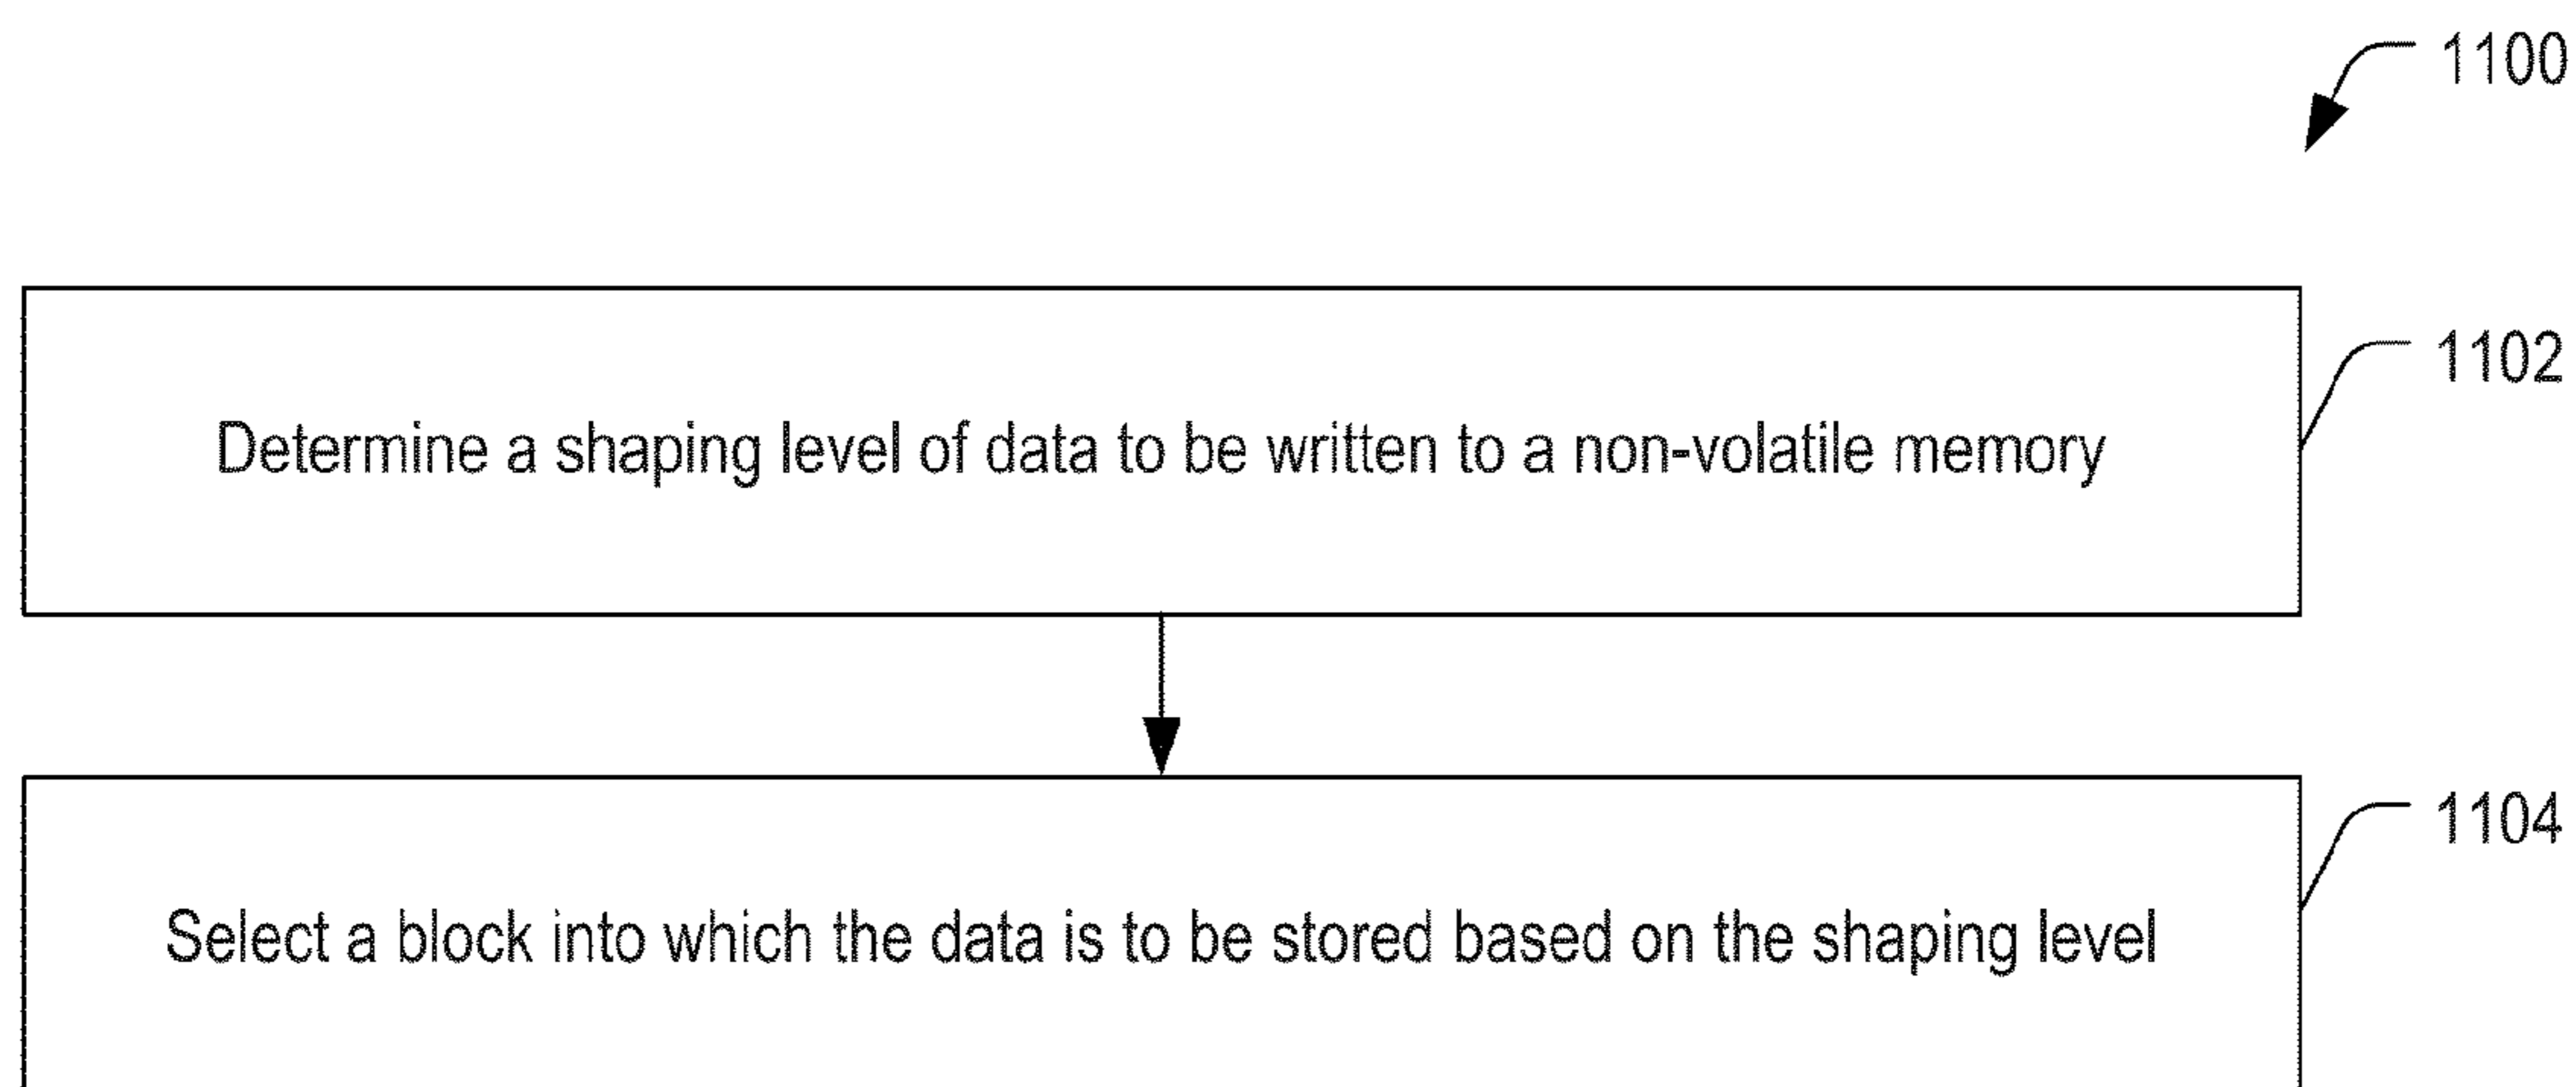 1100
1102
Determine a shaping level of data to be written to a non-volatile memory
1104
Select a block into which the data is to be stored based on the shaping level